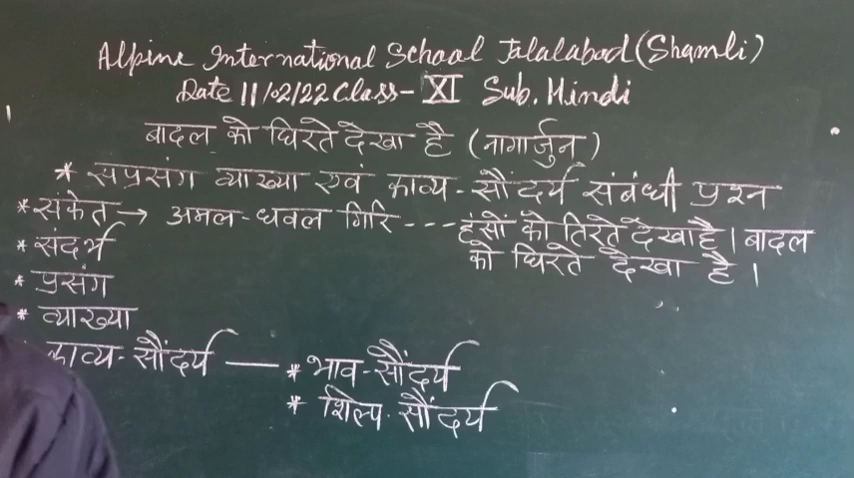 Alpine International School Jalalabad (Shamli)
Date 11/02/22 Class- XI Sub. Hindi
बादल को घिरते देखा है (नागार्जुन)
* सप्रसंग व्याख्या एवं काव्य-सौंदर्य संबंधी प्रश्न
* संकेत → अमल-धवल गिरि --- हंसों को तिरते देखा है। बादल
को घिरते देखा है।
* संदर्भ
* प्रसंग
* व्याख्या
काव्य-सौंदर्य — * भाव-सौंदर्य
* शिल्प-सौंदर्य